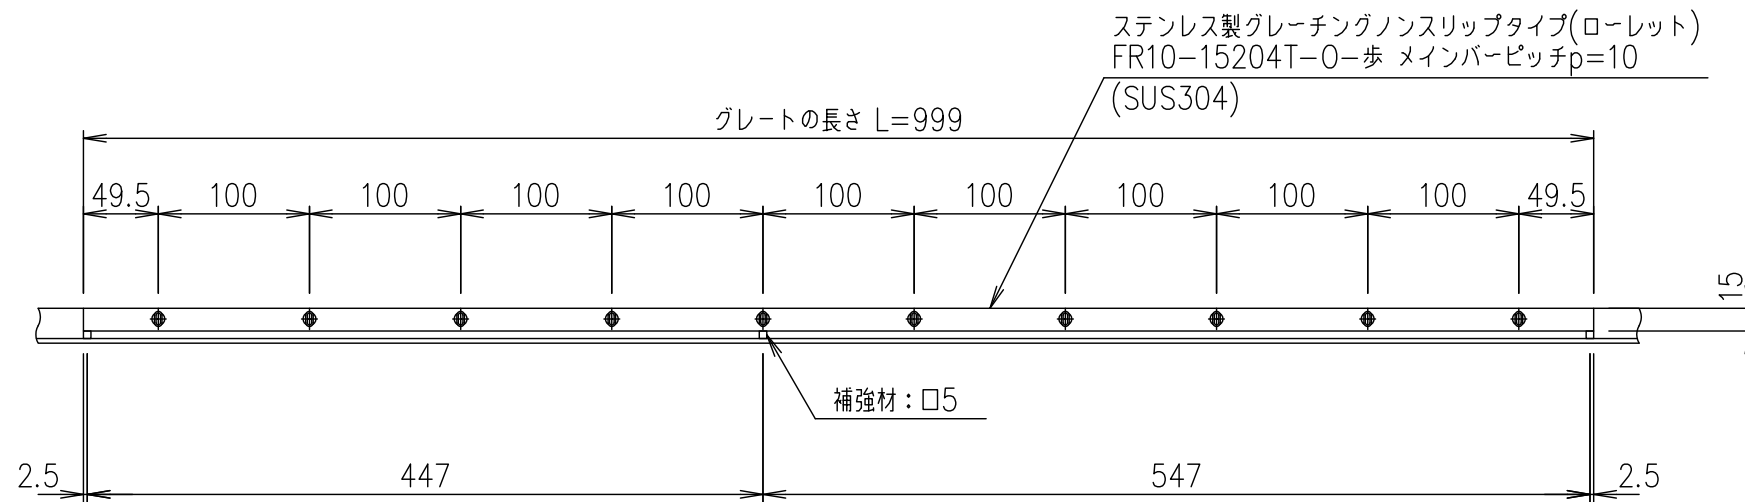 ステンレス製グレーチングノンスリップタイプ(ローレット)
FR10-15204T-O-歩 メインバーピッチp=10
(SUS304)
グレートの長さ L=999
49.5 100 100 100 100 100 100 100 100 100 49.5
15
補強材：□5
2.5 447 547 2.5